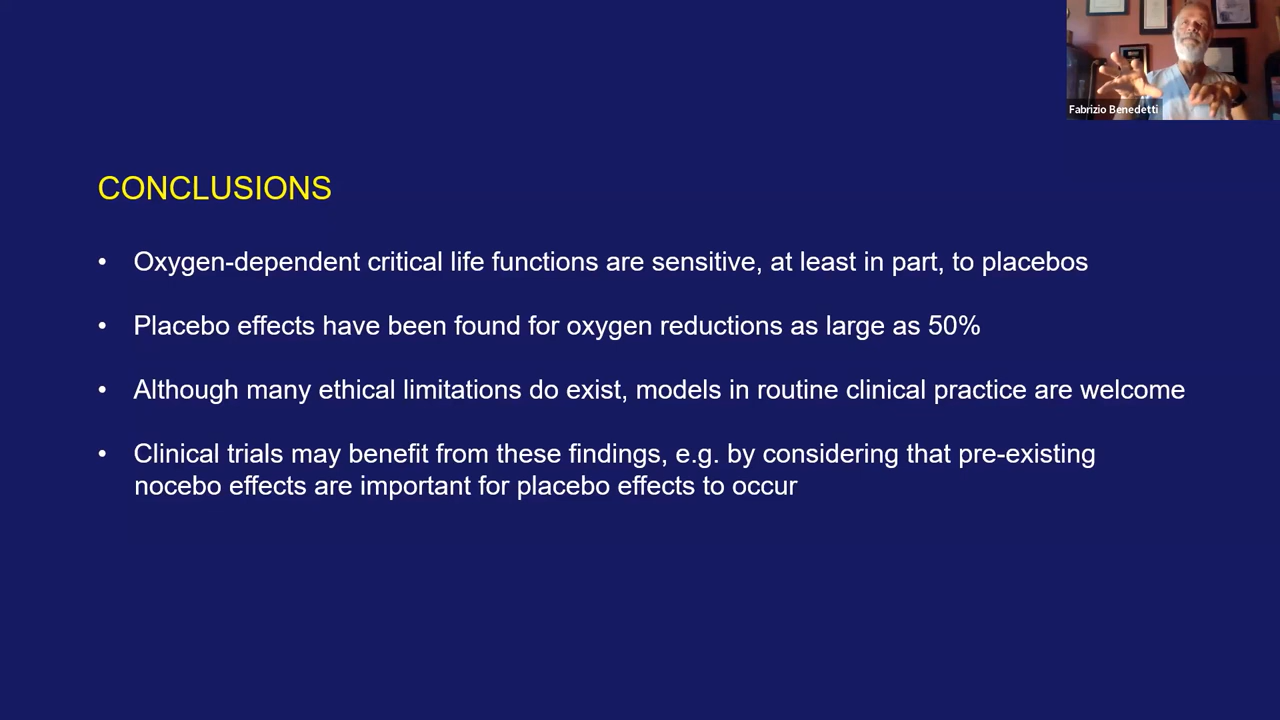 Fabrizio Benedetti
CONCLUSIONS
• Oxygen-dependent critical life functions are sensitive, at least in part, to placebos
• Placebo effects have been found for oxygen reductions as large as 50%
• Although many ethical limitations do exist, models in routine clinical practice are welcome
• Clinical trials may benefit from these findings, e.g. by considering that pre-existing
nocebo effects are important for placebo effects to occur